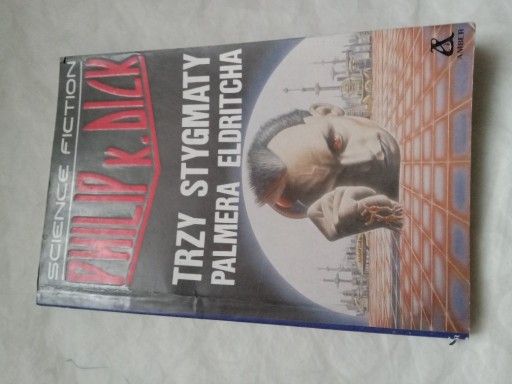 SCIENCE FICTION
PHILIP K. DICK
TRZY STYGMATY
PALMERA ELDRITCHA
AMBER